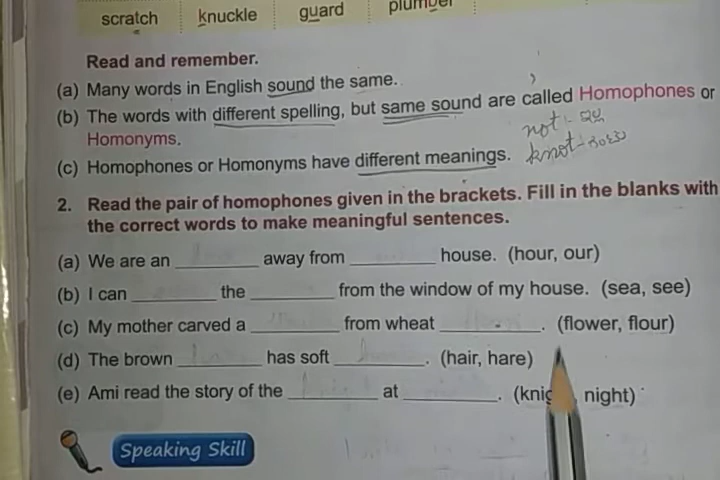 scratch knuckle guard plumber
Read and remember.
(a) Many words in English sound the same.
(b) The words with different spelling, but same sound are called Homophones or
Homonyms.
not -
knot -
(c) Homophones or Homonyms have different meanings.
2. Read the pair of homophones given in the brackets. Fill in the blanks with
the correct words to make meaningful sentences.
(a) We are an ________ away from ________ house. (hour, our)
(b) I can ________ the ________ from the window of my house. (sea, see)
(c) My mother carved a ________ from wheat ________. (flower, flour)
(d) The brown ________ has soft ________. (hair, hare)
(e) Ami read the story of the ________ at ________. (knig , night)
Speaking Skill